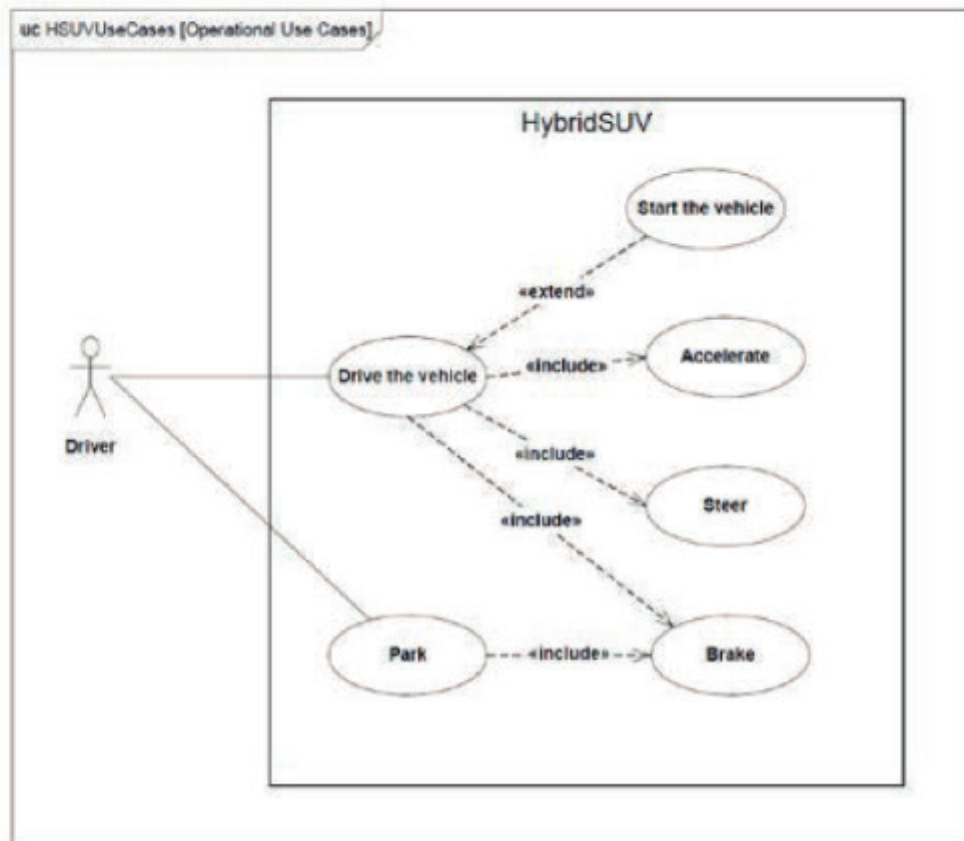 uc HSUVUseCases [Operational Use Cases]
HybridSUV
Start the vehicle
«extend»
Drive the vehicle
«include»
Accelerate
Driver
«include»
Steer
«include»
Park
«include»
Brake